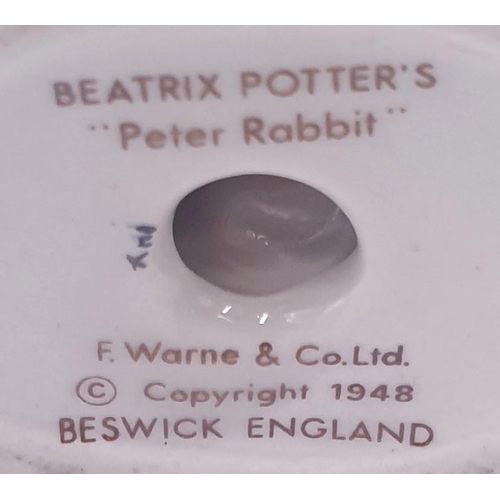 BEATRIX POTTER'S
"Peter Rabbit"
F. Warne & Co. Ltd.
© Copyright 1948
BESWICK ENGLAND